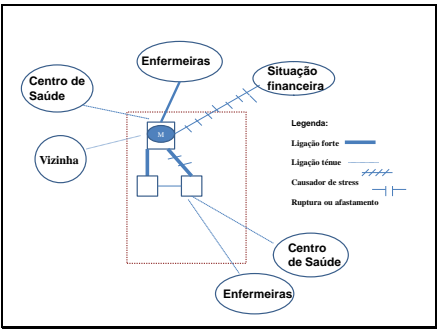 Enfermeiras
Situação
financeira
Centro de
Saúde
Legenda:
Ligação forte
M
Ligação ténue
Vizinha
Causador de stress
Ruptura ou afastamento
Centro
de Saúde
Enfermeiras